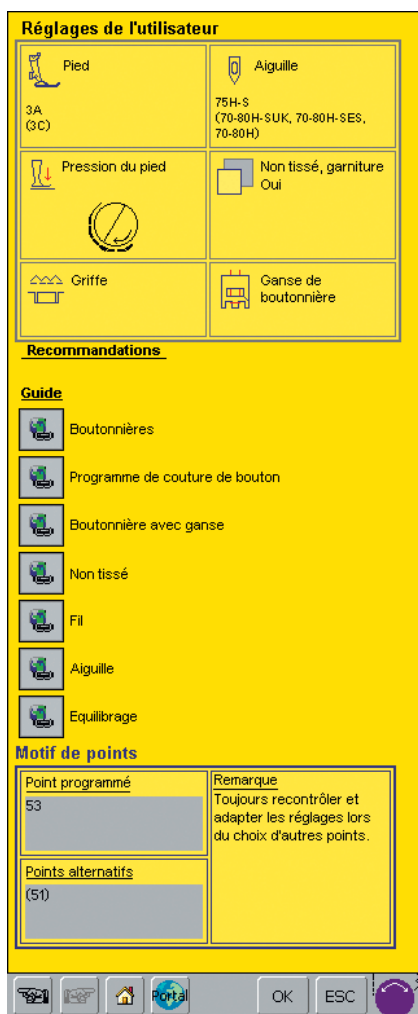 Réglages de l'utilisateur
Pied
3A
(3C)
Aiguille
75H-S
(70-80H-SUK, 70-80H-SES,
70-80H)
Pression du pied
Non tissé, garniture
Oui
Griffe
Ganse de
boutonnière
Recommandations
Guide
Boutonnières
Programme de couture de bouton
Boutonnière avec ganse
Non tissé
Fil
Aiguille
Equilibrage
Motif de points
Point programmé
53
Points alternatifs
(51)
Remarque
Toujours recontrôler et
adapter les réglages lors
du choix d'autres points.
Portal
OK
ESC